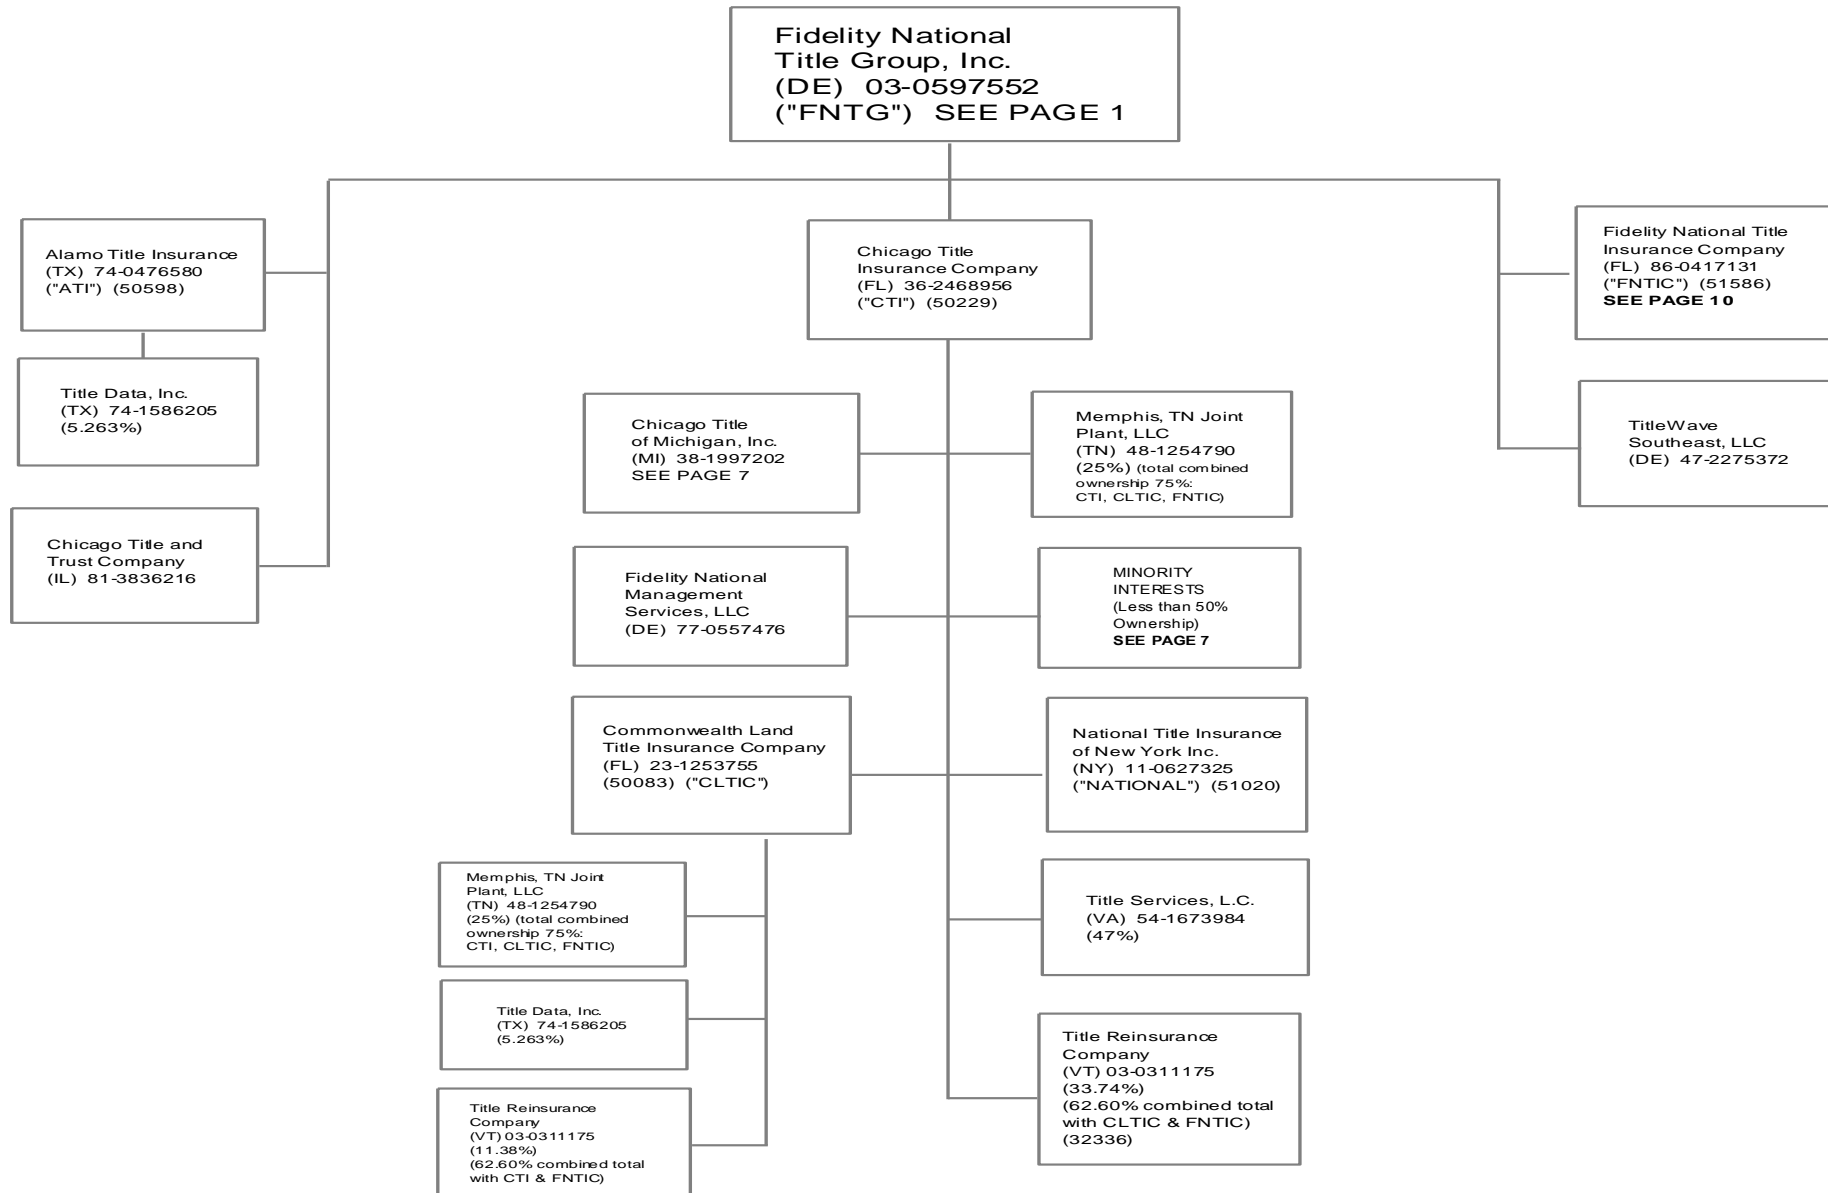 Fidelity National
Title Group, Inc.
(DE) 03-0597552
("FNTG") SEE PAGE 1
Alamo Title Insurance
(TX) 74-0476580
("ATI") (50598)
Chicago Title
Insurance Company
(FL) 36-2468956
("CTI") (50229)
Fidelity National Title
Insurance Company
(FL) 86-0417131
("FNTIC") (51586)
SEE PAGE 10
Title Data, Inc.
(TX) 74-1586205
(5.263%)
Chicago Title
of Michigan, Inc.
(MI) 38-1997202
SEE PAGE 7
Memphis, TN Joint
Plant, LLC
(TN) 48-1254790
(25%) (total combined
ownership 75%:
CTI, CLTIC, FNTIC)
TitleWave
Southeast, LLC
(DE) 47-2275372
Chicago Title and
Trust Company
(IL) 81-3836216
Fidelity National
Management
Services, LLC
(DE) 77-0557476
MINORITY
INTERESTS
(Less than 50%
Ownership)
SEE PAGE 7
Commonwealth Land
Title Insurance Company
(FL) 23-1253755
(50083) ("CLTIC")
National Title Insurance
of New York Inc.
(NY) 11-0627325
("NATIONAL") (51020)
Memphis, TN Joint
Plant, LLC
(TN) 48-1254790
(25%) (total combined
ownership 75%:
CTI, CLTIC, FNTIC)
Title Services, L.C.
(VA) 54-1673984
(47%)
Title Data, Inc.
(TX) 74-1586205
(5.263%)
Title Reinsurance
Company
(VT) 03-0311175
(33.74%)
(62.60% combined total
with CLTIC & FNTIC)
(32336)
Title Reinsurance
Company
(VT) 03-0311175
(11.38%)
(62.60% combined total
with CTI & FNTIC)